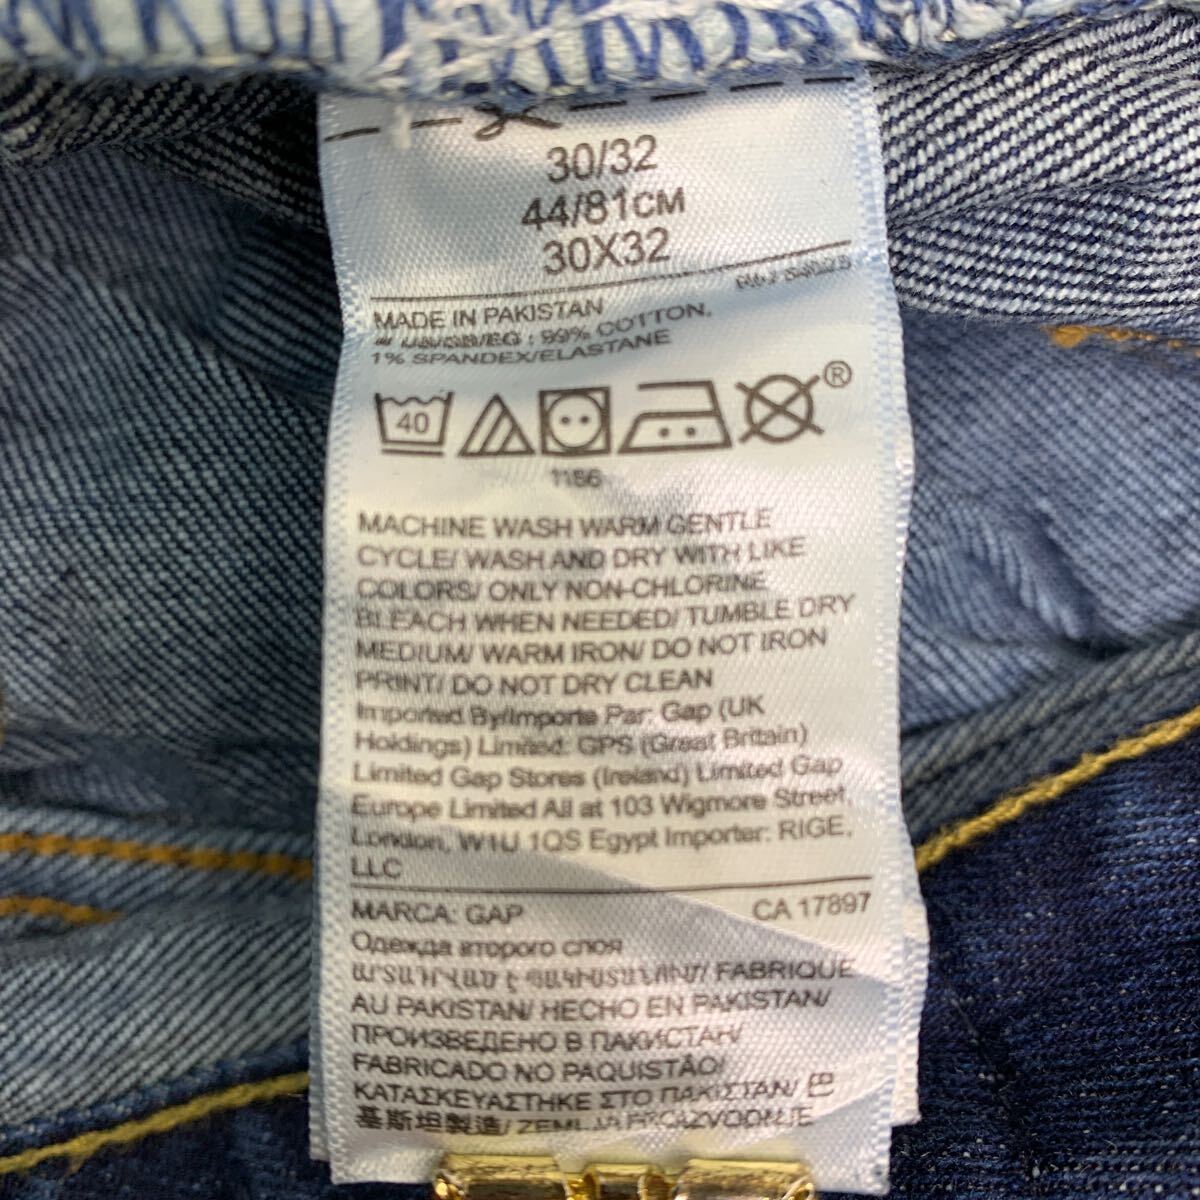 30/32
44/81CM
30X32
MADE IN PAKISTAN
: 99% COTTON,
1% SPANDEX/ELASTANE
40
®
1186
MACHINE WASH WARM GENTLE
CYCLE/ WASH AND DRY WITH LIKE
COLORS/ ONLY NON-CHLORINE
BLEACH WHEN NEEDED/ TUMBLE DRY
MEDIUM/ WARM IRON/ DO NOT IRON
PRINT/ DO NOT DRY CLEAN
Imported By/Importe Par: Gap (UK
Holdings) Limited: GPS (Great Britain)
Limited Gap Stores (Ireland) Limited Gap
Europe Limited All at 103 Wigmore Street,
London, W1U 1QS Egypt Importer: RIGE,
LLC
MARCA: GAP CA 17897
Одежда второго слоя
ԱՐՏԱԴՐՎԱԾ Է ՊԱԿԻՍՏԱՆՈՒՄ/ FABRIQUE
AU PAKISTAN/ HECHO EN PAKISTAN/
ПРОИЗВЕДЕНО В ПАКИСТАН/
FABRICADO NO PAQUISTÃO/
ΚΑΤΑΣΚΕΥΑΣΤΗΚΕ ΣΤΟ ΠΑΚΙΣΤΑΝ/ 巴
基斯坦製造/ ZEMLJA PROIZVODNJE